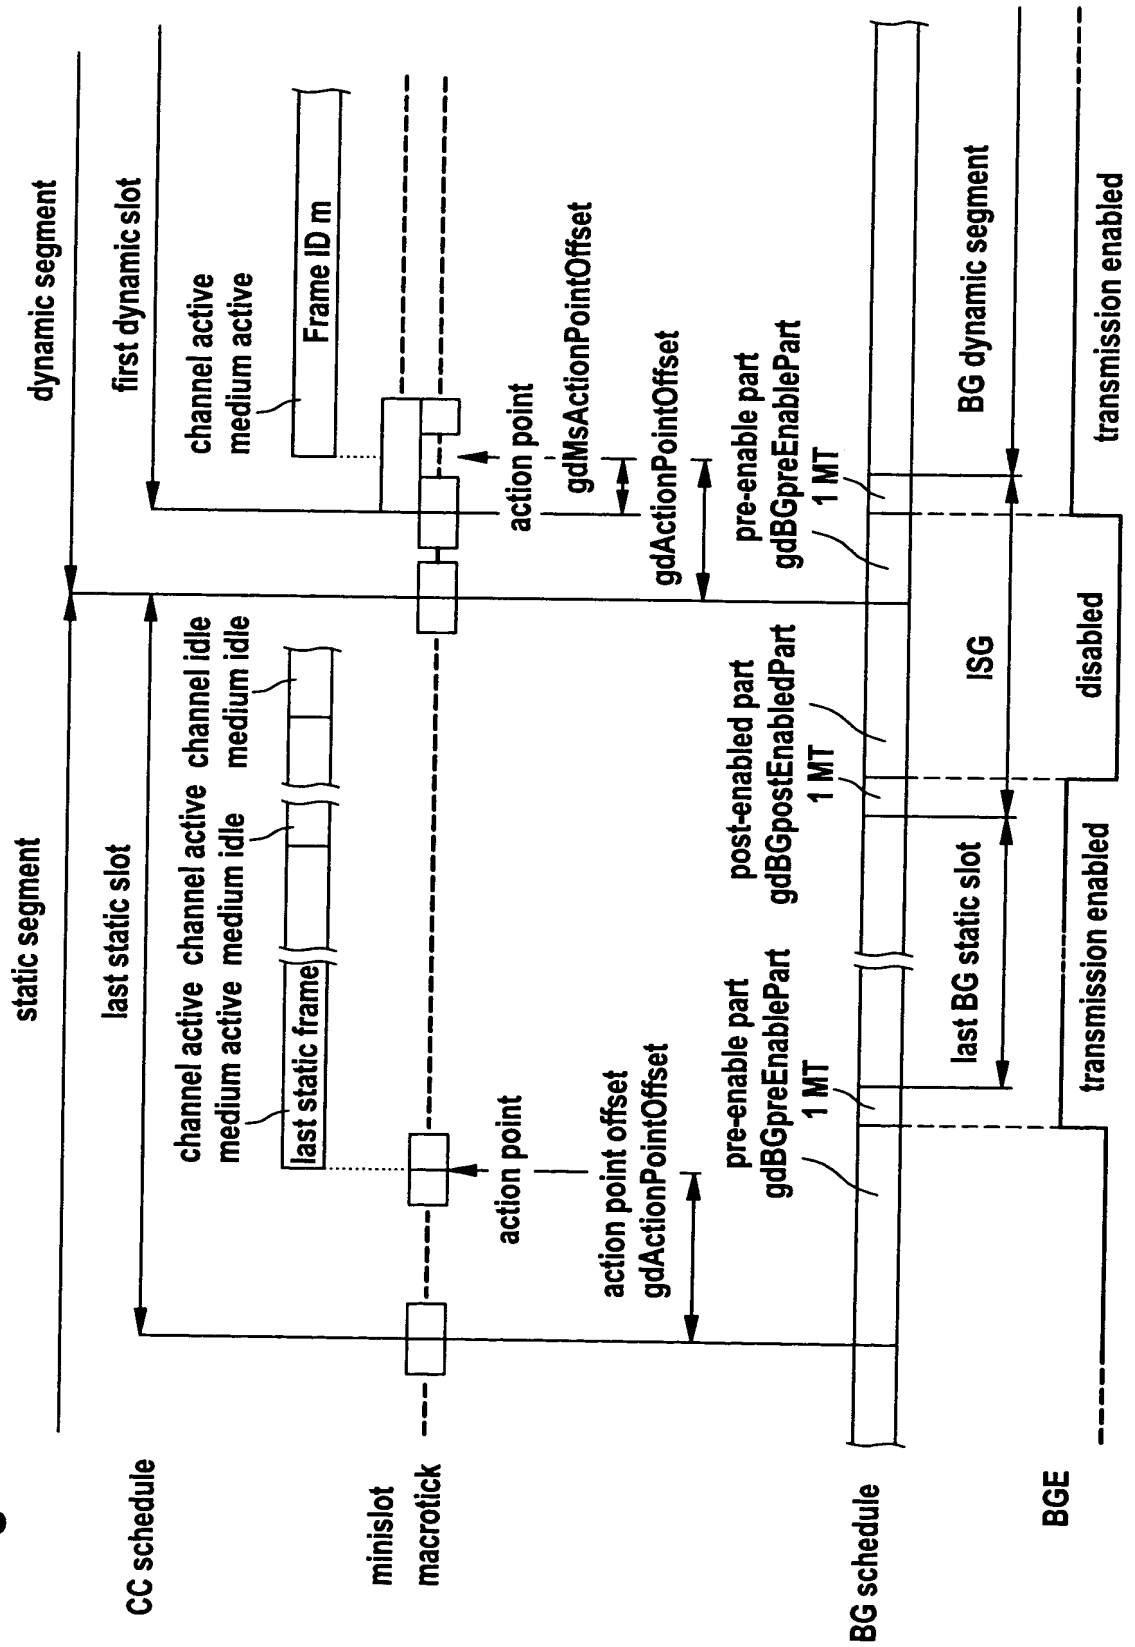 static segment
dynamic segment
CC schedule
last static slot
first dynamic slot
channel active
medium active
channel active
medium idle
channel idle
medium idle
channel active
medium active
last static frame
Frame ID m
minislot
macrotick
action point
action point
gdMsActionPointOffset
action point offset
gdActionPointOffset
gdActionPointOffset
pre-enable part
gdBGpreEnablePart
1 MT
post-enabled part
gdBGpostEnabledPart
1 MT
pre-enable part
gdBGpreEnablePart
1 MT
BG schedule
last BG static slot
ISG
BG dynamic segment
BGE
transmission enabled
disabled
transmission enabled